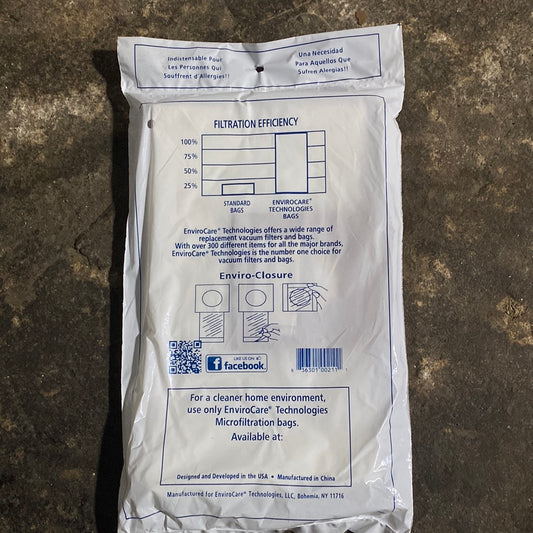 Indistensable Pour
Les Personnes Qui
Souffrent d'Allergies!!
Una Necesidad
Para Aquellos Que
Sufren Alergias!!
FILTRATION EFFICIENCY
100%
75%
50%
25%
STANDARD
BAGS
ENVIROCARE®
TECHNOLOGIES
BAGS
EnviroCare® Technologies offers a wide range of
replacement vacuum filters and bags.
With over 300 different items for all the major brands,
EnviroCare® Technologies is the number one choice for
vacuum filters and bags.
Enviro-Closure
LIKE US ON
f facebook.
36301 00211
For a cleaner home environment,
use only EnviroCare® Technologies
Microfiltration bags.
Available at:
Designed and Developed in the USA • Manufactured in China
Manufactured for EnviroCare® Technologies, LLC, Bohemia, NY 11716